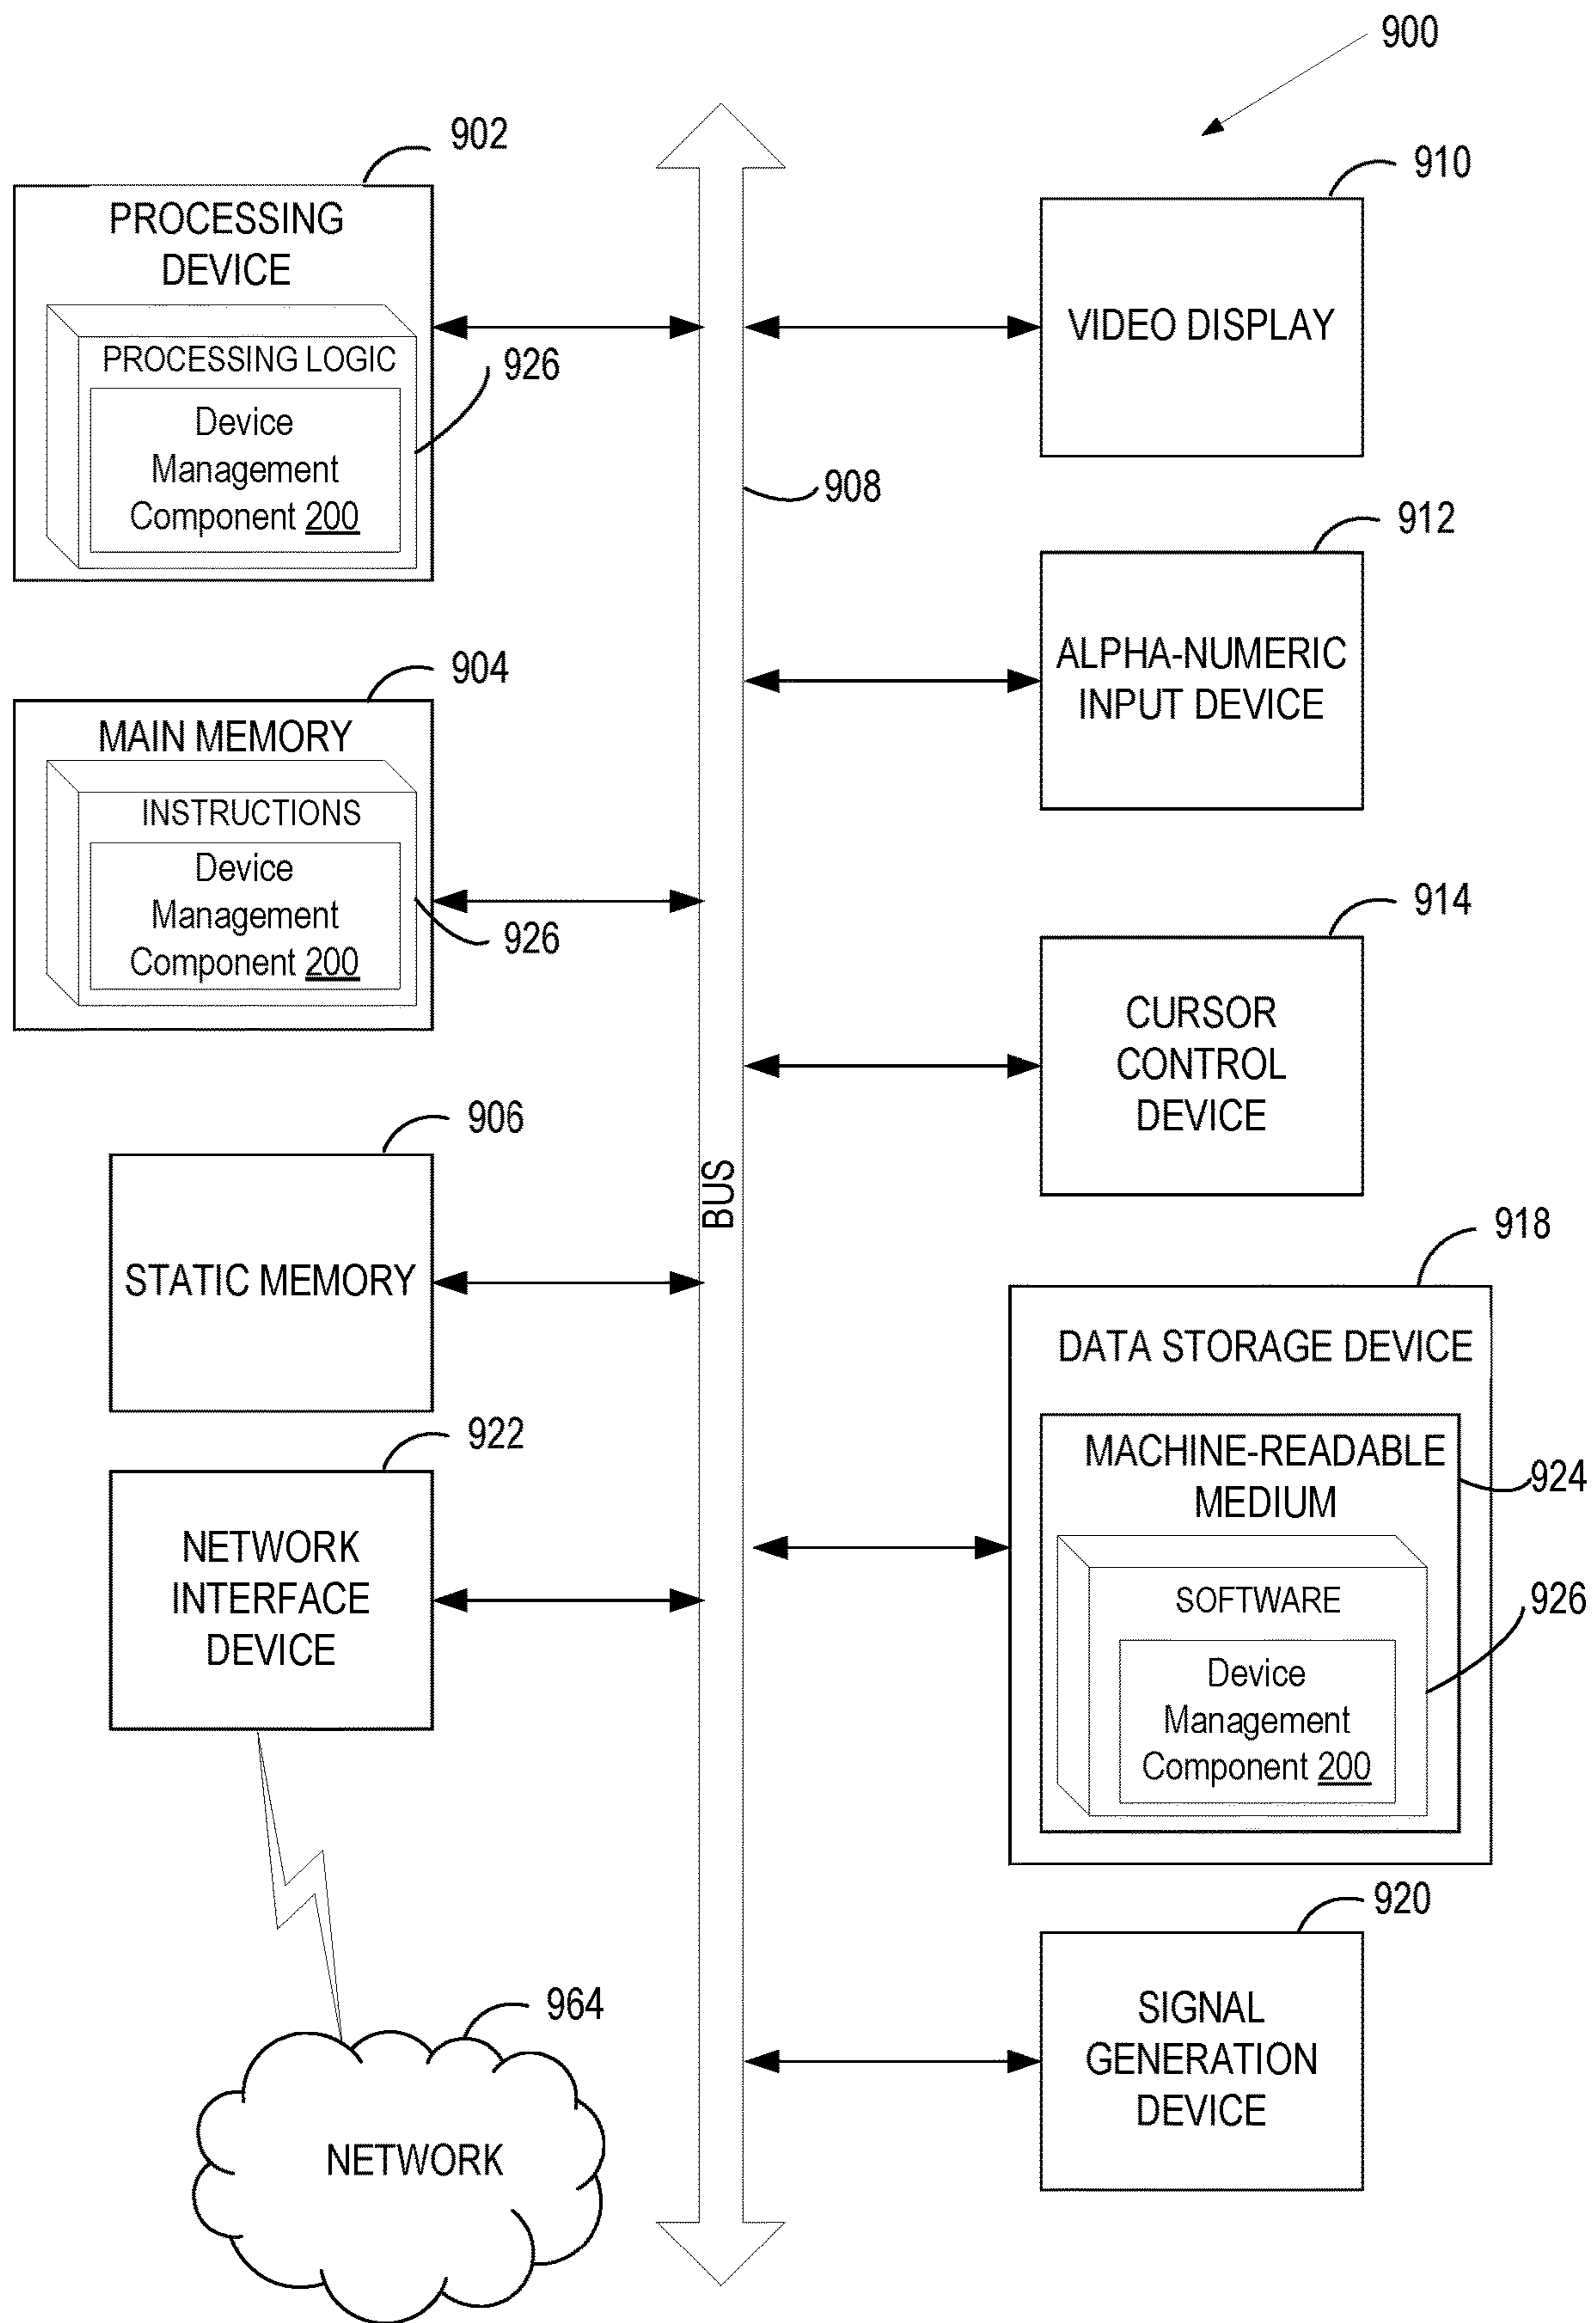 900
902
PROCESSING
DEVICE
PROCESSING LOGIC
926
Device
Management
Component 200
904
MAIN MEMORY
INSTRUCTIONS
Device
Management
Component 200
926
906
STATIC MEMORY
922
NETWORK
INTERFACE
DEVICE
964
NETWORK
908
BUS
910
VIDEO DISPLAY
912
ALPHA-NUMERIC
INPUT DEVICE
914
CURSOR
CONTROL
DEVICE
918
DATA STORAGE DEVICE
MACHINE-READABLE
MEDIUM
924
SOFTWARE
926
Device
Management
Component 200
920
SIGNAL
GENERATION
DEVICE